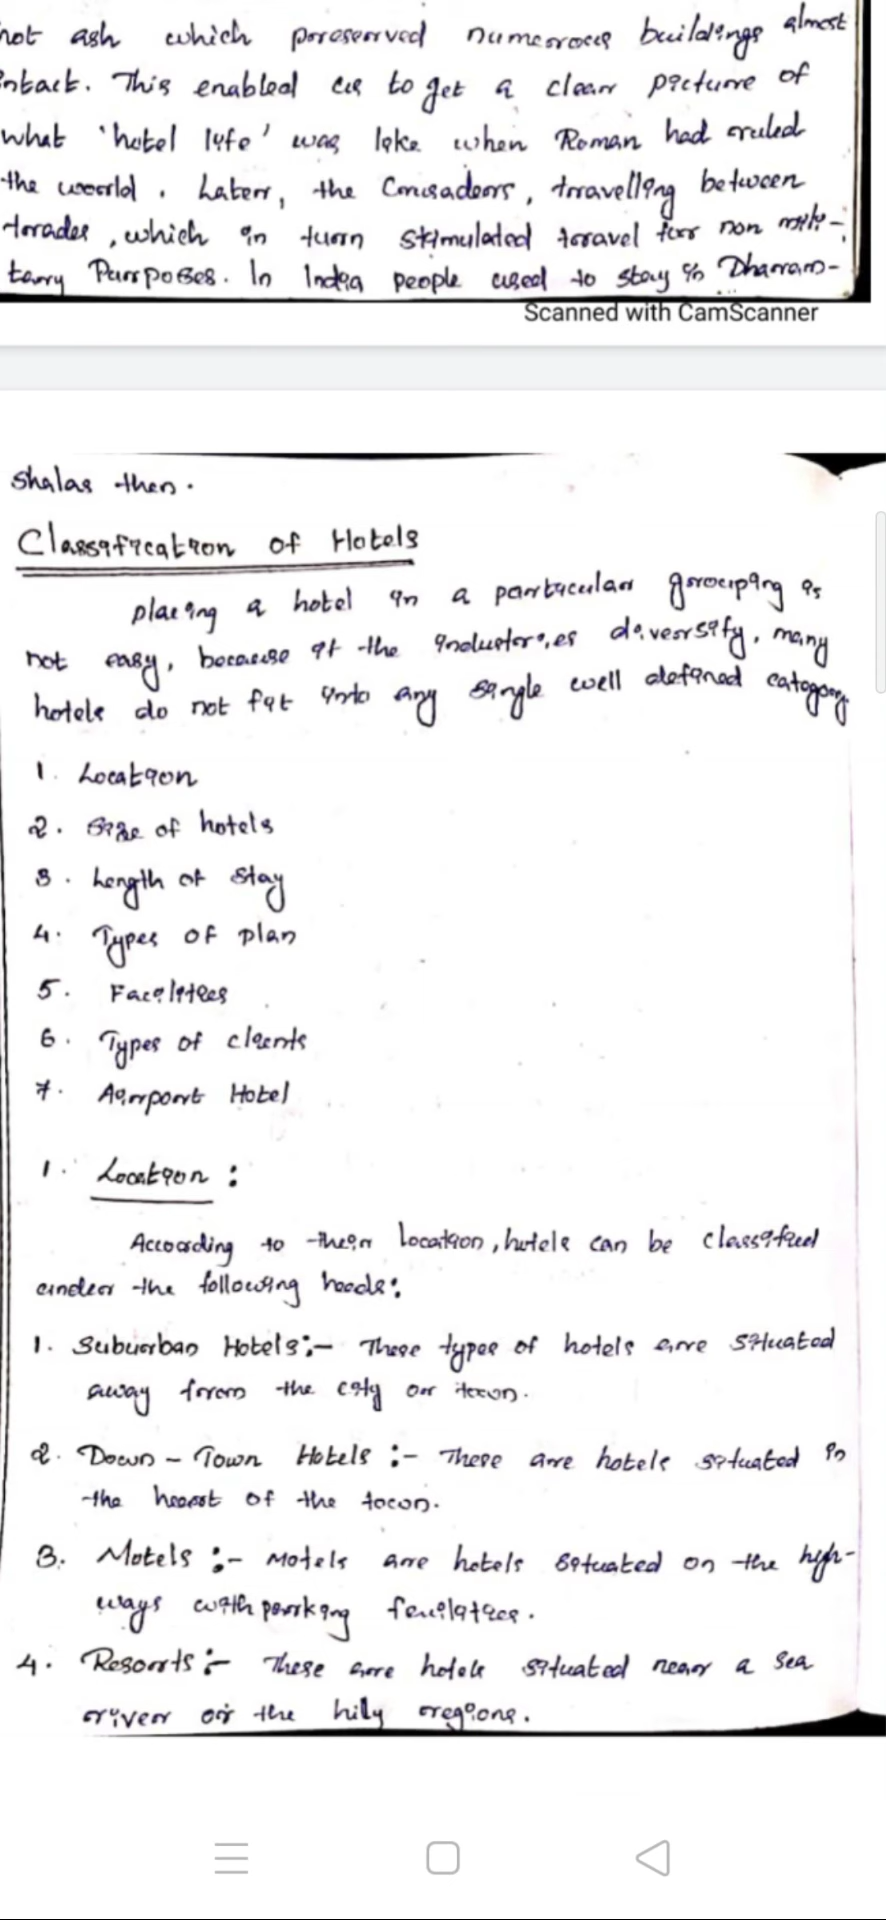 hot ash which preserved numerous buildings almost
intact. This enabled us to get a clear picture of
what 'hotel life' was like when Roman had ruled
the world. Later, the Crusaders, travelling between
trades, which in turn stimulated travel for non mili-
tary Purposes. In India people used to stay in Dharam-
Scanned with CamScanner
Shalas then.
Classification of Hotels
placing a hotel in a particular grouping is
not easy, because of the industories diversity, many
hotels do not fit into any single well defined category
1. Location
2. Size of hotels
3. Length of Stay
4. Types of plan
5. Facilities
6. Types of clients
7. Airport Hotel
1. Location :
According to their location, hotels can be classified
under the following heads:
1. Suburban Hotels:- These types of hotels are Situated
away from the city or town.
2. Down - Town Hotels :- These are hotels situated in
the heart of the town.
3. Motels :- Motels are hotels situated on the high-
ways with parking facilities.
4. Resorts :- These are hotels situated near a sea
river or the hily regions.